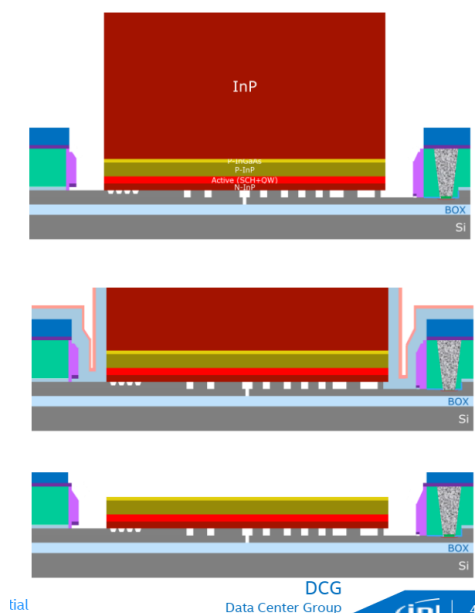 InP
P-InGaAs
P-InP
Active (SCH+QW)
N-InP
BOX
Si
BOX
Si
BOX
Si
DCG
Data Center Group
tial